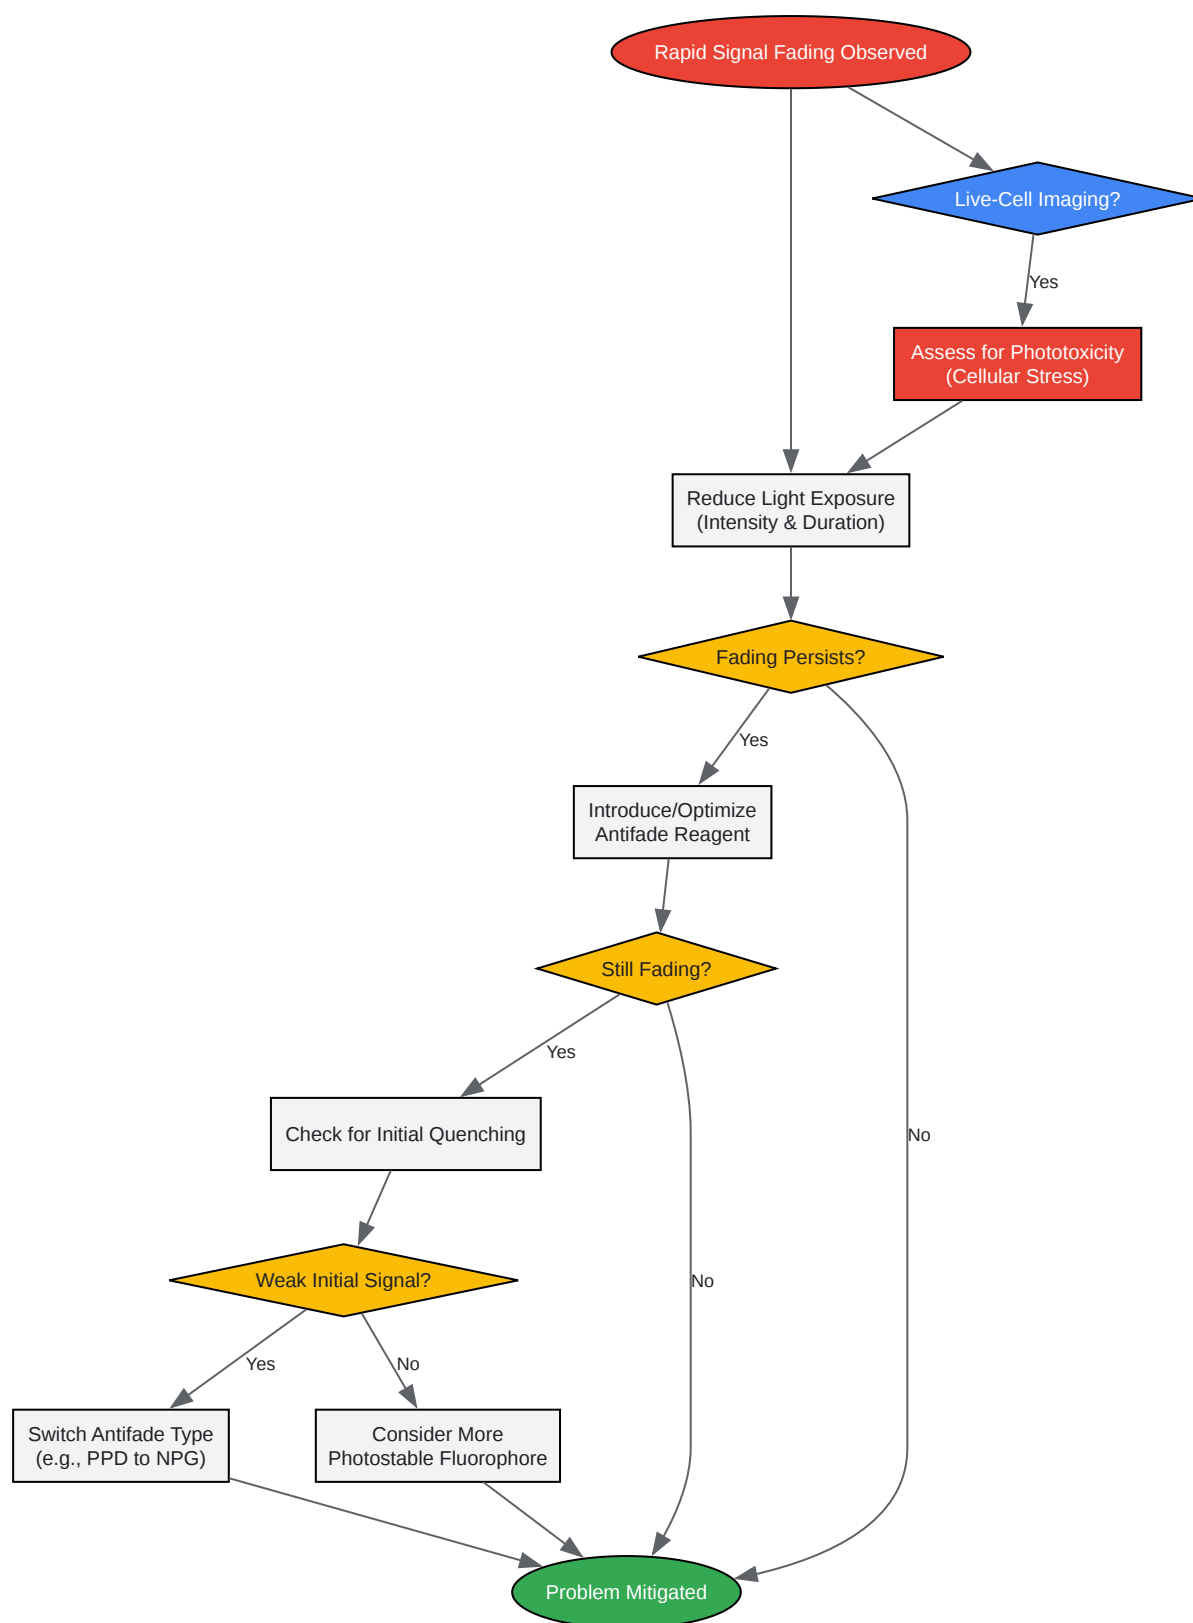 Rapid Signal Fading Observed
Live-Cell Imaging?
Yes
Assess for Phototoxicity
(Cellular Stress)
Reduce Light Exposure
(Intensity & Duration)
Fading Persists?
Yes
Introduce/Optimize
Antifade Reagent
Still Fading?
Yes
Check for Initial Quenching
No
Weak Initial Signal?
No
Yes
No
Switch Antifade Type
(e.g., PPD to NPG)
Consider More
Photostable Fluorophore
Problem Mitigated